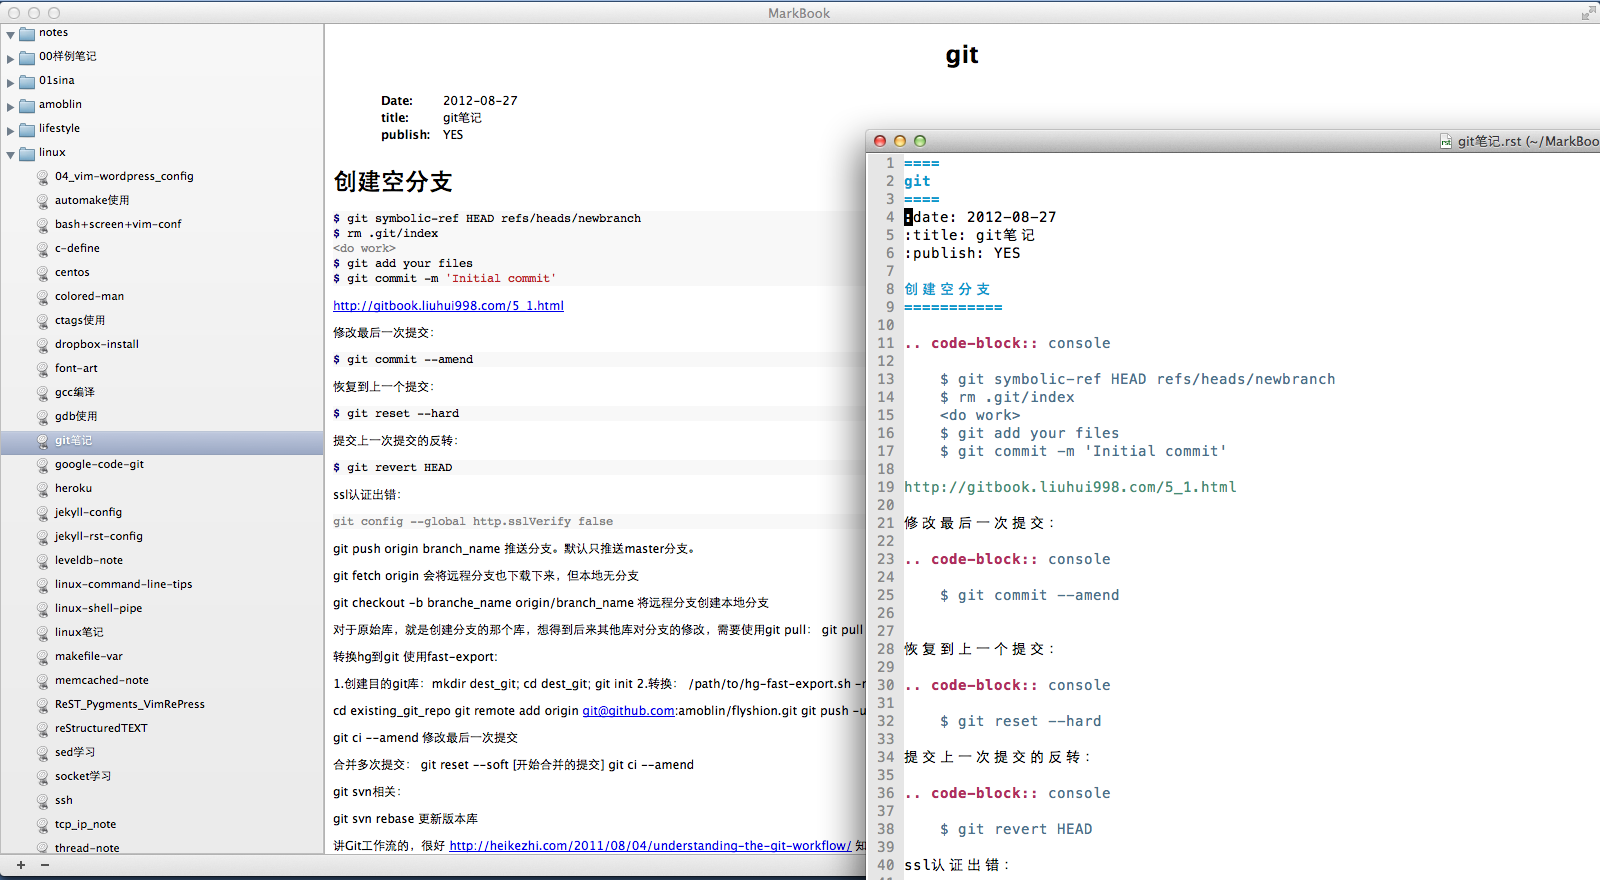 MarkBook
notes
00样例笔记
01sina
amoblin
lifestyle
linux
04_vim-wordpress_config
automake使用
bash+screen+vim-conf
c-define
centos
colored-man
ctags使用
dropbox-install
font-art
gcc编译
gdb使用
git笔记
google-code-git
heroku
jekyll-config
jekyll-rst-config
leveldb-note
linux-command-line-tips
linux-shell-pipe
linux笔记
makefile-var
memcached-note
ReST_Pygments_VimRePress
reStructuredTEXT
sed学习
socket学习
ssh
tcp_ip_note
thread-note
+ −
git
Date: 2012-08-27
title: git笔记
publish: YES
创建空分支
$ git symbolic-ref HEAD refs/heads/newbranch
$ rm .git/index
<do work>
$ git add your files
$ git commit -m 'Initial commit'
http://gitbook.liuhui998.com/5_1.html
修改最后一次提交：
$ git commit --amend
恢复到上一个提交：
$ git reset --hard
提交上一次提交的反转：
$ git revert HEAD
ssl认证出错：
git config --global http.sslVerify false
git push origin branch_name 推送分支。默认只推送master分支。
git fetch origin 会将远程分支也下载下来，但本地无分支
git checkout -b branche_name origin/branch_name 将远程分支创建本地分支
对于原始库，就是创建分支的那个库，想得到后来其他库对分支的修改，需要使用git pull： git pull
转换hg到git 使用fast-export:
1.创建目的git库： mkdir dest_git; cd dest_git; git init 2.转换： /path/to/hg-fast-export.sh -r
cd existing_git_repo git remote add origin git@github.com:amoblin/flyshion.git git push -u
git ci --amend 修改最后一次提交
合并多次提交： git reset --soft [开始合并的提交] git ci --amend
git svn相关：
git svn rebase 更新版本库
讲Git工作流的，很好 http://heikezhi.com/2011/08/04/understanding-the-git-workflow/ 知
git笔记.rst (~/MarkBoo
1 ====
2 git
3 ====
4 :date: 2012-08-27
5 :title: git笔记
6 :publish: YES
7
8 创建空分支
9 ===========
10
11 .. code-block:: console
12
13 $ git symbolic-ref HEAD refs/heads/newbranch
14 $ rm .git/index
15 <do work>
16 $ git add your files
17 $ git commit -m 'Initial commit'
18
19 http://gitbook.liuhui998.com/5_1.html
20
21 修改最后一次提交：
22
23 .. code-block:: console
24
25 $ git commit --amend
26
27
28 恢复到上一个提交：
29
30 .. code-block:: console
31
32 $ git reset --hard
33
34 提交上一次提交的反转：
35
36 .. code-block:: console
37
38 $ git revert HEAD
39
40 ssl认证出错：